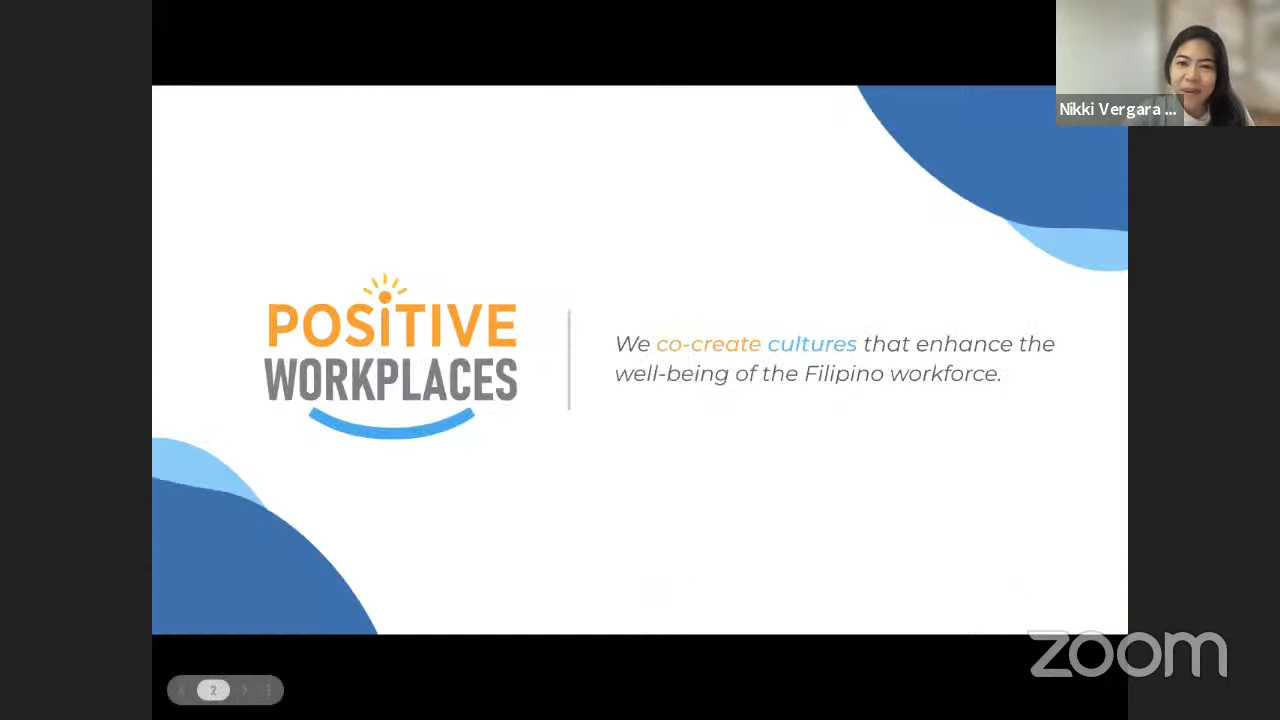 Nikki Vergara ...
POSiTIVE
WORKPLACES
We co-create cultures that enhance the
well-being of the Filipino workforce.
zoom
2